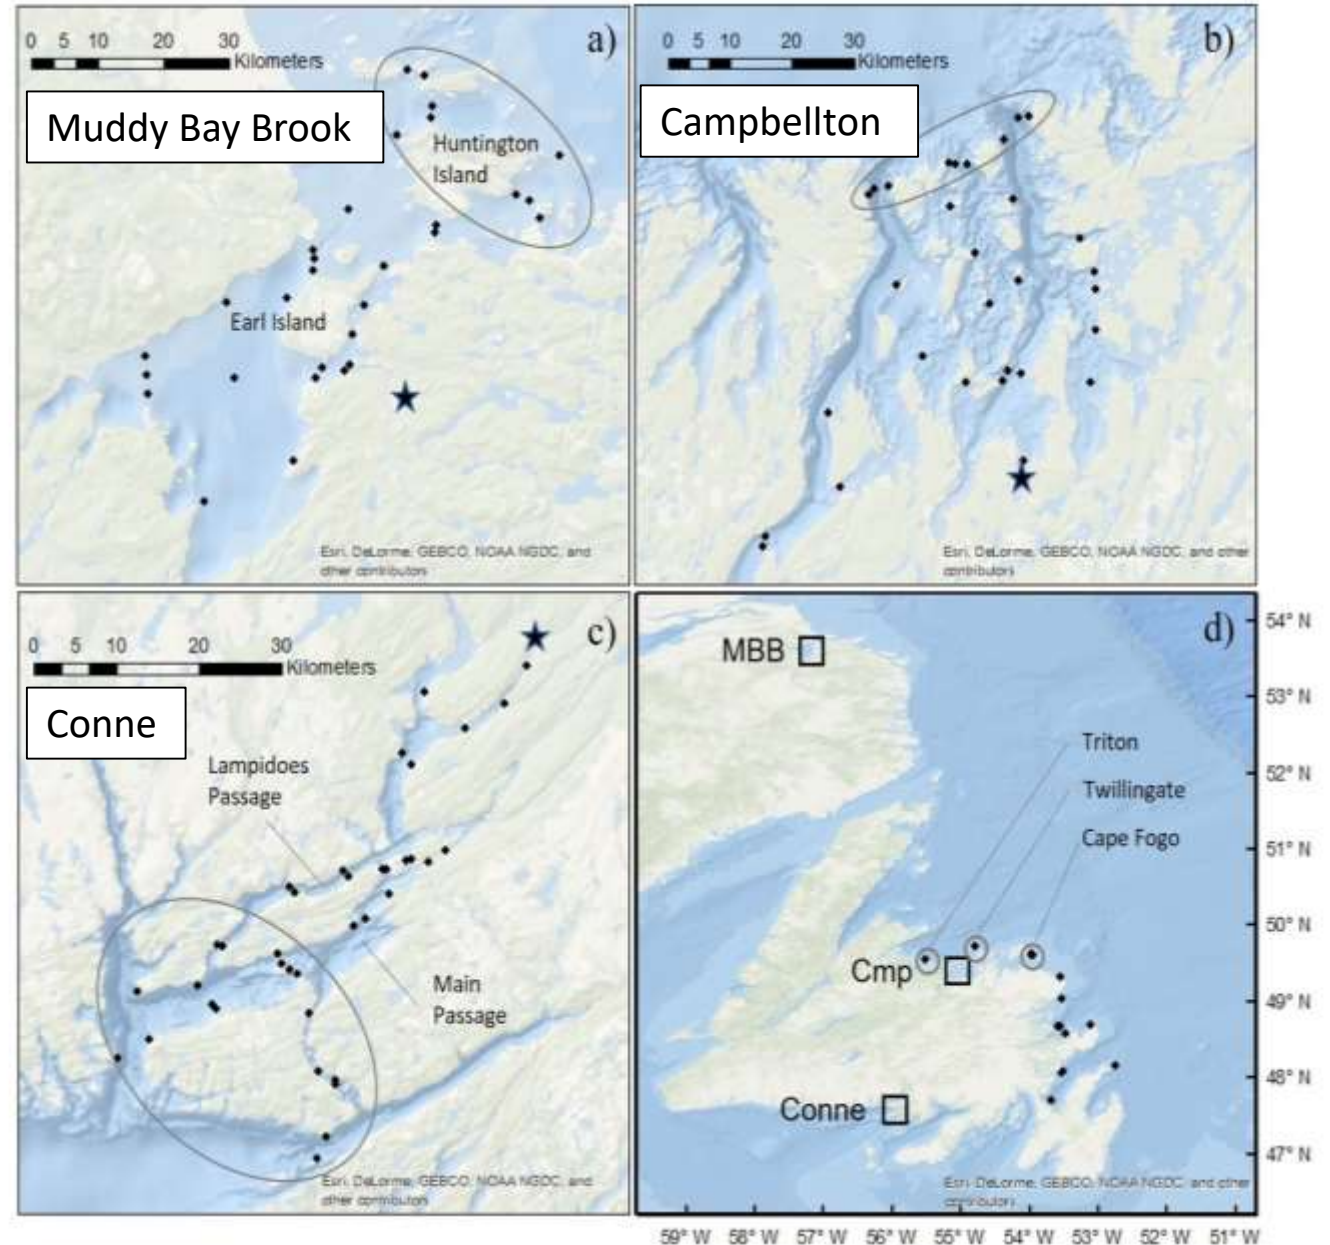 0 5 10 20 30
Kilometers
a)
Muddy Bay Brook
Huntington
Island
Earl Island
Esri, DeLorme, GEBCO, NOAA NGDC, and
other contributors
0 5 10 20 30
Kilometers
b)
Campbellton
Esri, DeLorme, GEBCO, NOAA NGDC, and other
contributors
0 5 10 20 30
Kilometers
c)
Conne
Lampidoes
Passage
Main
Passage
Esri, DeLorme, GEBCO, NOAA NGDC, and
other contributors
d)
MBB
Triton
Twillingate
Cape Fogo
Cmp
Conne
Esri, DeLorme, GEBCO, NOAA NGDC, and other
contributors
54° N
53° N
52° N
51° N
50° N
49° N
48° N
47° N
59° W 58° W 57° W 56° W 55° W 54° W 53° W 52° W 51° W